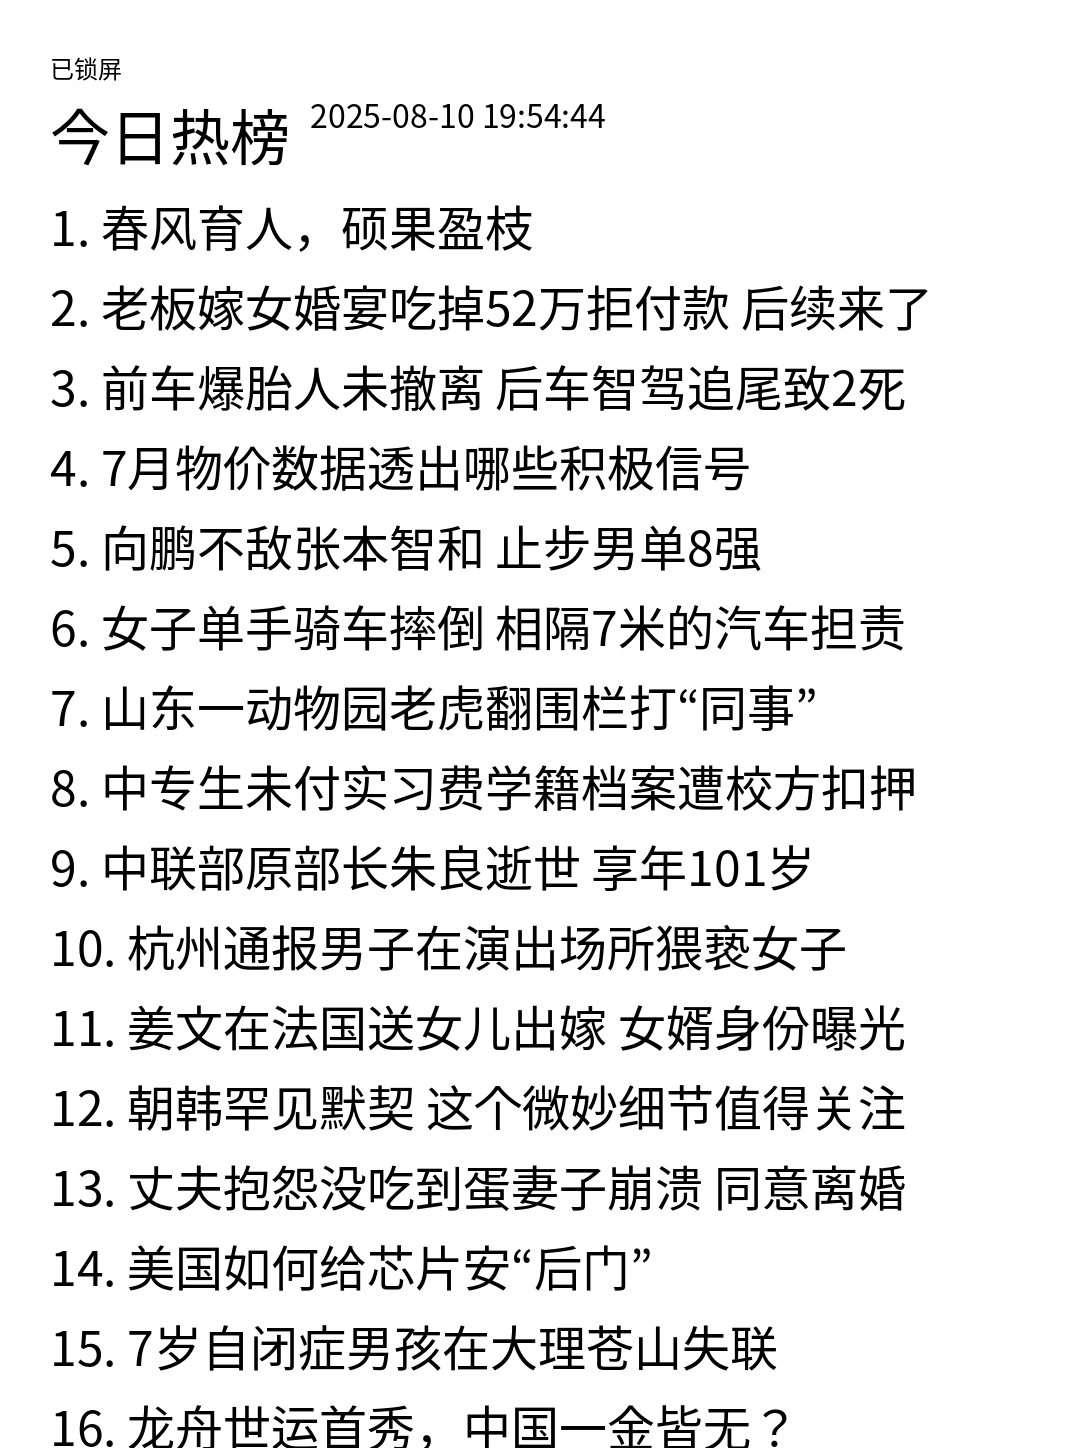 已锁屏
今日热榜 2025-08-10 19:54:44
1. 春风育人，硕果盈枝
2. 老板嫁女婚宴吃掉52万拒付款 后续来了
3. 前车爆胎人未撤离 后车智驾追尾致2死
4. 7月物价数据透出哪些积极信号
5. 向鹏不敌张本智和 止步男单8强
6. 女子单手骑车摔倒 相隔7米的汽车担责
7. 山东一动物园老虎翻围栏打“同事”
8. 中专生未付实习费学籍档案遭校方扣押
9. 中联部原部长朱良逝世 享年101岁
10. 杭州通报男子在演出场所猥亵女子
11. 姜文在法国送女儿出嫁 女婿身份曝光
12. 朝韩罕见默契 这个微妙细节值得关注
13. 丈夫抱怨没吃到蛋妻子崩溃 同意离婚
14. 美国如何给芯片安“后门”
15. 7岁自闭症男孩在大理苍山失联
16. 龙舟世运首秀，中国一金皆无？